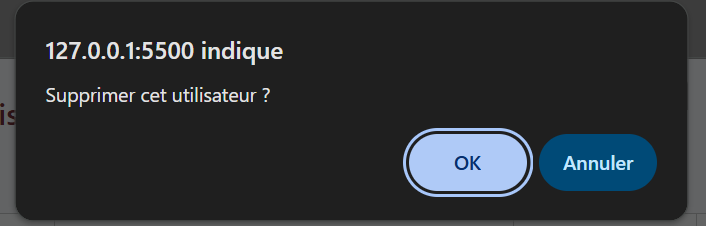 127.0.0.1:5500 indique
Supprimer cet utilisateur ?
OK
Annuler